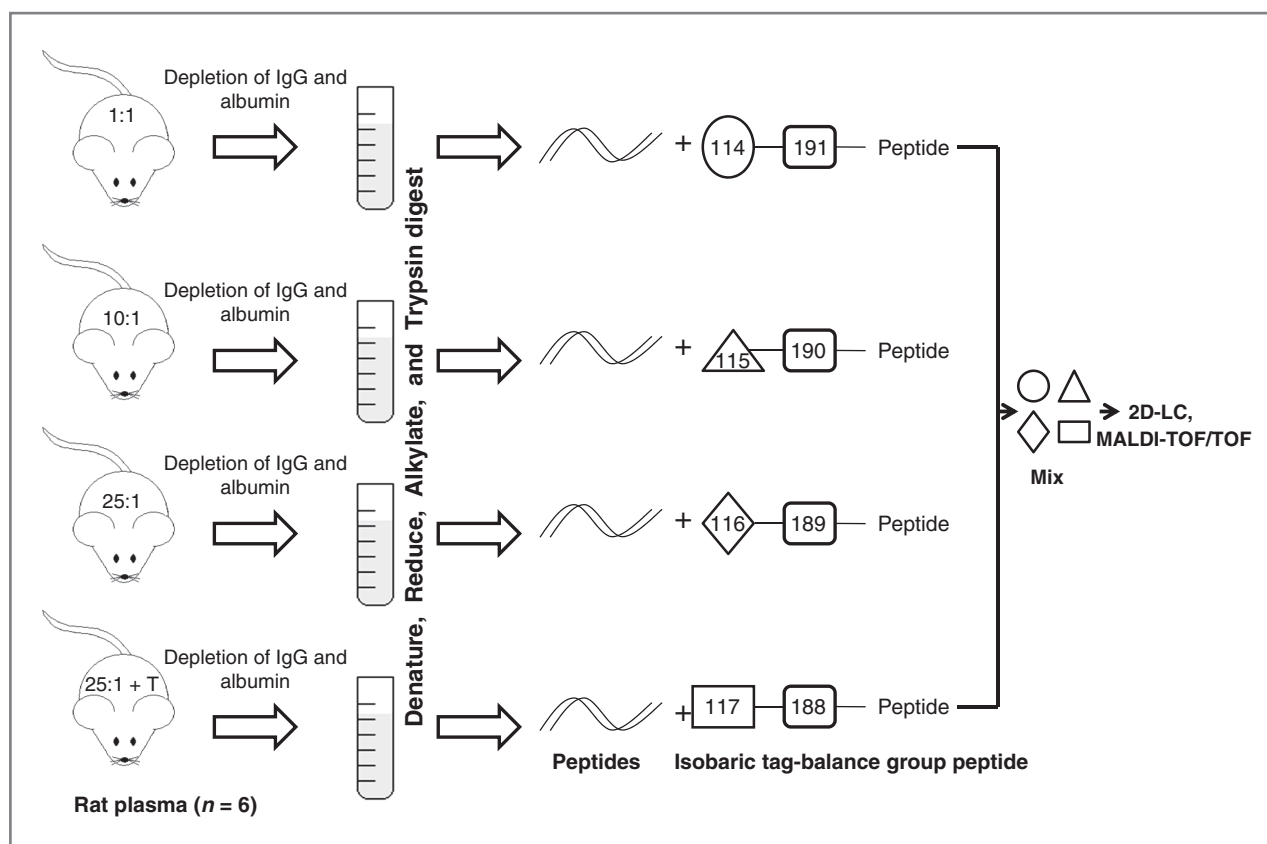 Depletion of IgG and
albumin
1:1
+
114
191
Peptide
Depletion of IgG and
albumin
10:1
+
115
190
Peptide
Denature, Reduce, Alkylate, and Trypsin digest
2D-LC,
MALDI-TOF/TOF
Mix
Depletion of IgG and
albumin
25:1
+
116
189
Peptide
Depletion of IgG and
albumin
25:1 + T
+
117
188
Peptide
Peptides
Isobaric tag-balance group peptide
Rat plasma (n = 6)